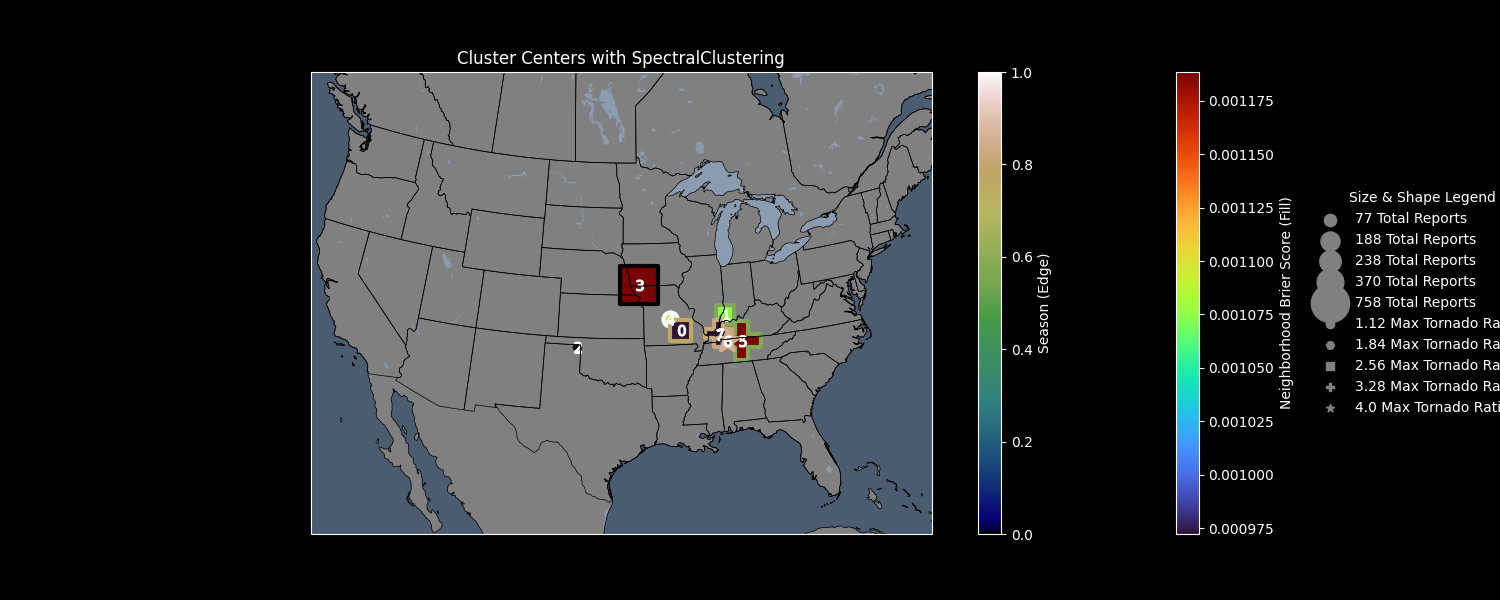 Cluster Centers with SpectralClustering
3
4
0
1
7
6
5
2
1.0
0.8
0.6
0.4
0.2
0.0
Season (Edge)
0.001175
0.001150
0.001125
0.001100
0.001075
0.001050
0.001025
0.001000
0.000975
Neighborhood Brier Score (Fill)
Size & Shape Legend
77 Total Reports
188 Total Reports
238 Total Reports
370 Total Reports
758 Total Reports
1.12 Max Tornado Ra
1.84 Max Tornado Ra
2.56 Max Tornado Ra
3.28 Max Tornado Ra
4.0 Max Tornado Rati